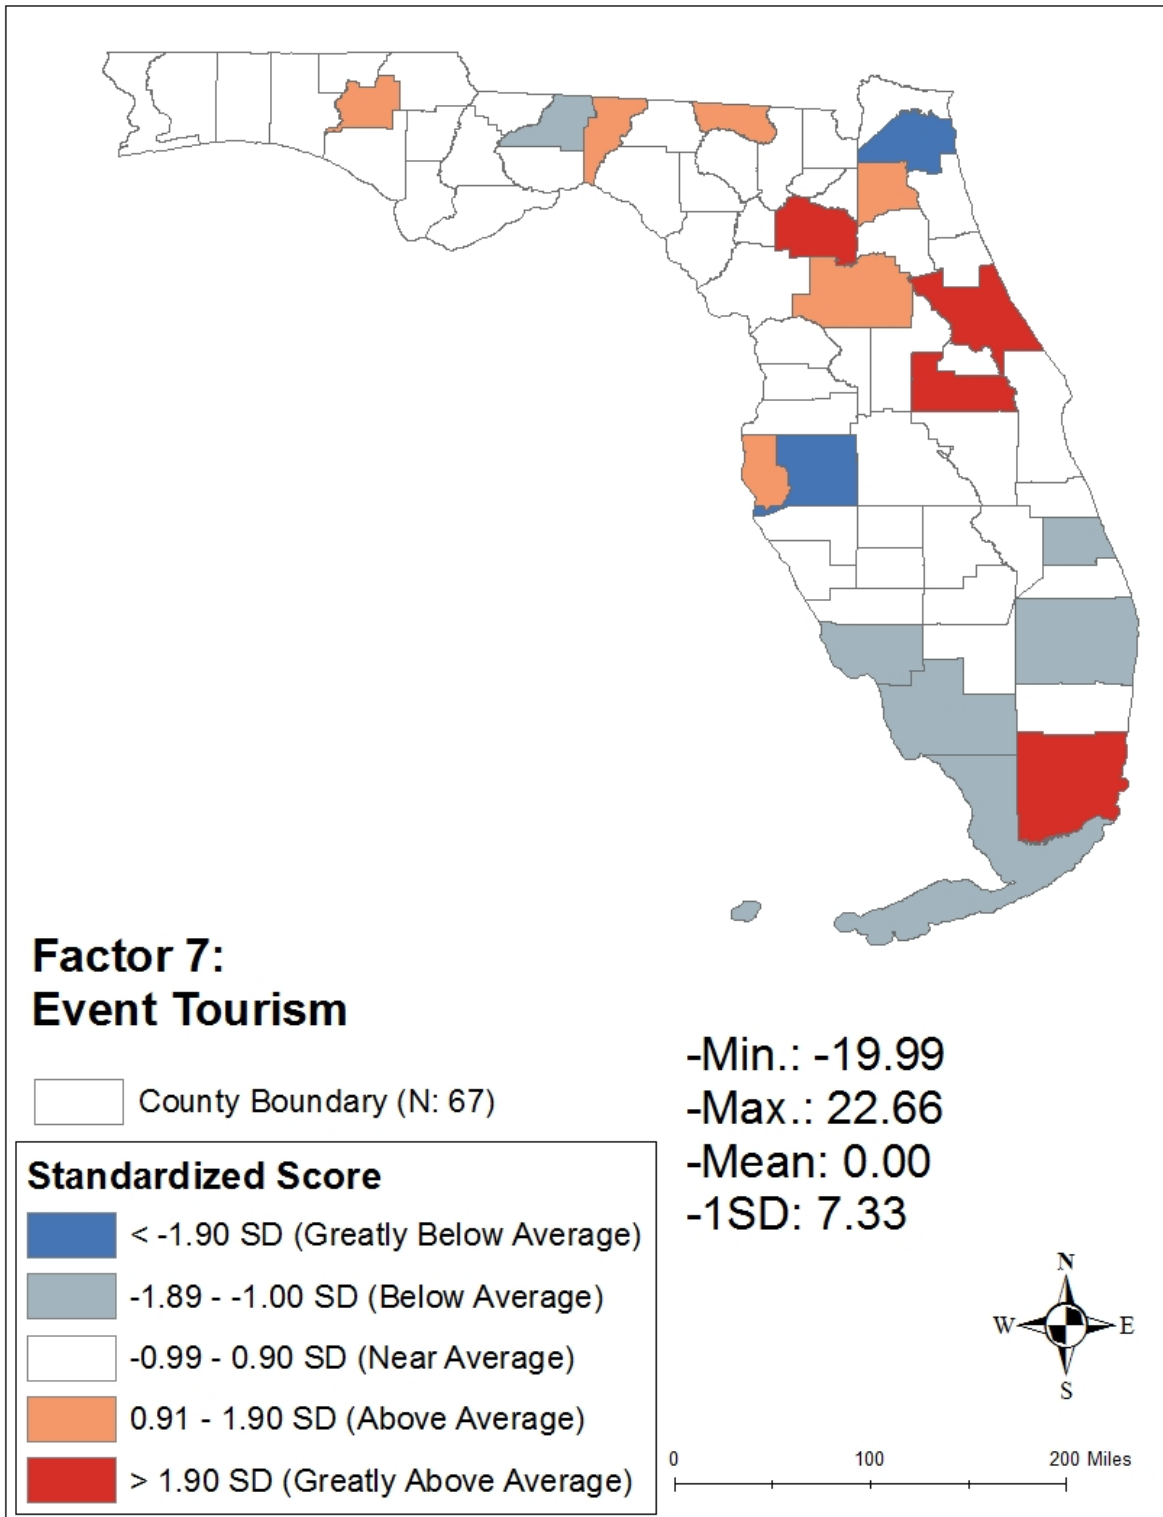 Factor 7:
Event Tourism
County Boundary (N: 67)
Standardized Score
< -1.90 SD (Greatly Below Average)
-1.89 - -1.00 SD (Below Average)
-0.99 - 0.90 SD (Near Average)
0.91 - 1.90 SD (Above Average)
> 1.90 SD (Greatly Above Average)
-Min.: -19.99
-Max.: 22.66
-Mean: 0.00
-1SD: 7.33
N
W E
S
0 100 200 Miles